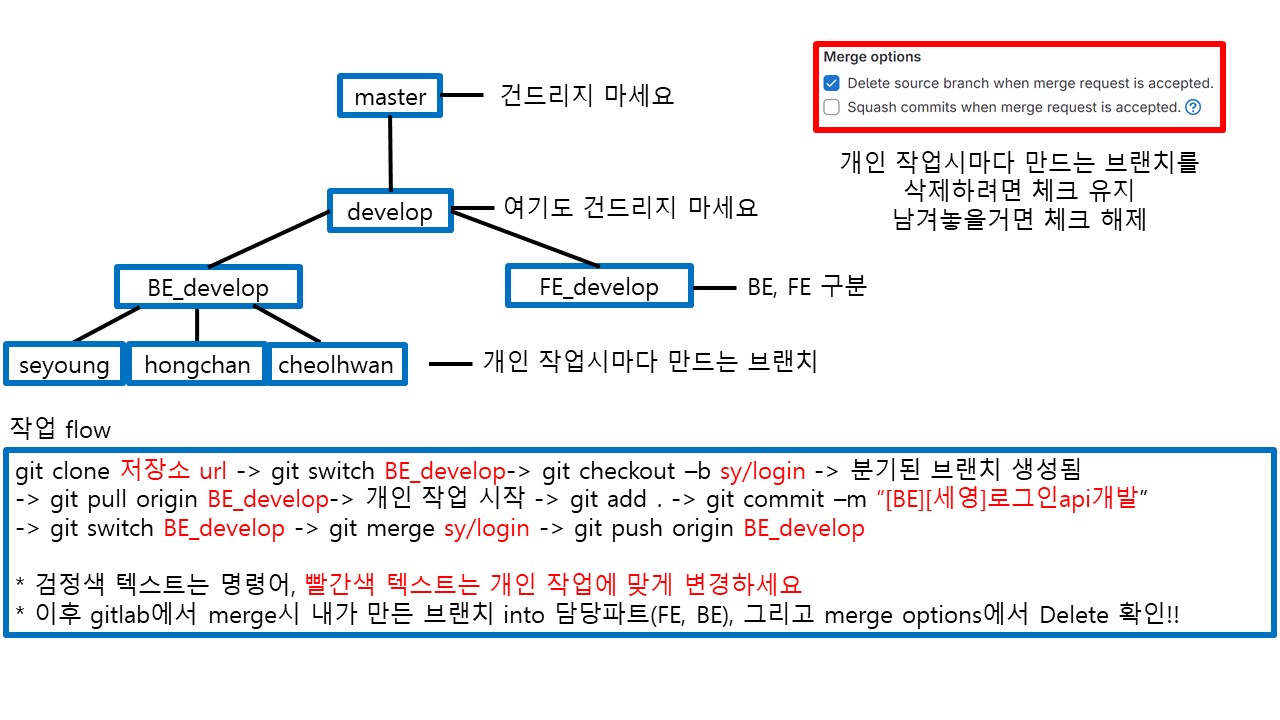 Merge options
Delete source branch when merge request is accepted.
Squash commits when merge request is accepted.
개인 작업시마다 만드는 브랜치를
삭제하려면 체크 유지
남겨놓을거면 체크 해제
master
건드리지 마세요
develop
여기도 건드리지 마세요
BE_develop
FE_develop
BE, FE 구분
seyoung
hongchan
cheolhwan
개인 작업시마다 만드는 브랜치
작업 flow
git clone 저장소 url -> git switch BE_develop-> git checkout –b sy/login -> 분기된 브랜치 생성됨
-> git pull origin BE_develop-> 개인 작업 시작 -> git add . -> git commit –m “[BE][세영]로그인api개발”
-> git switch BE_develop -> git merge sy/login -> git push origin BE_develop
* 검정색 텍스트는 명령어, 빨간색 텍스트는 개인 작업에 맞게 변경하세요
* 이후 gitlab에서 merge시 내가 만든 브랜치 into 담당파트(FE, BE), 그리고 merge options에서 Delete 확인!!